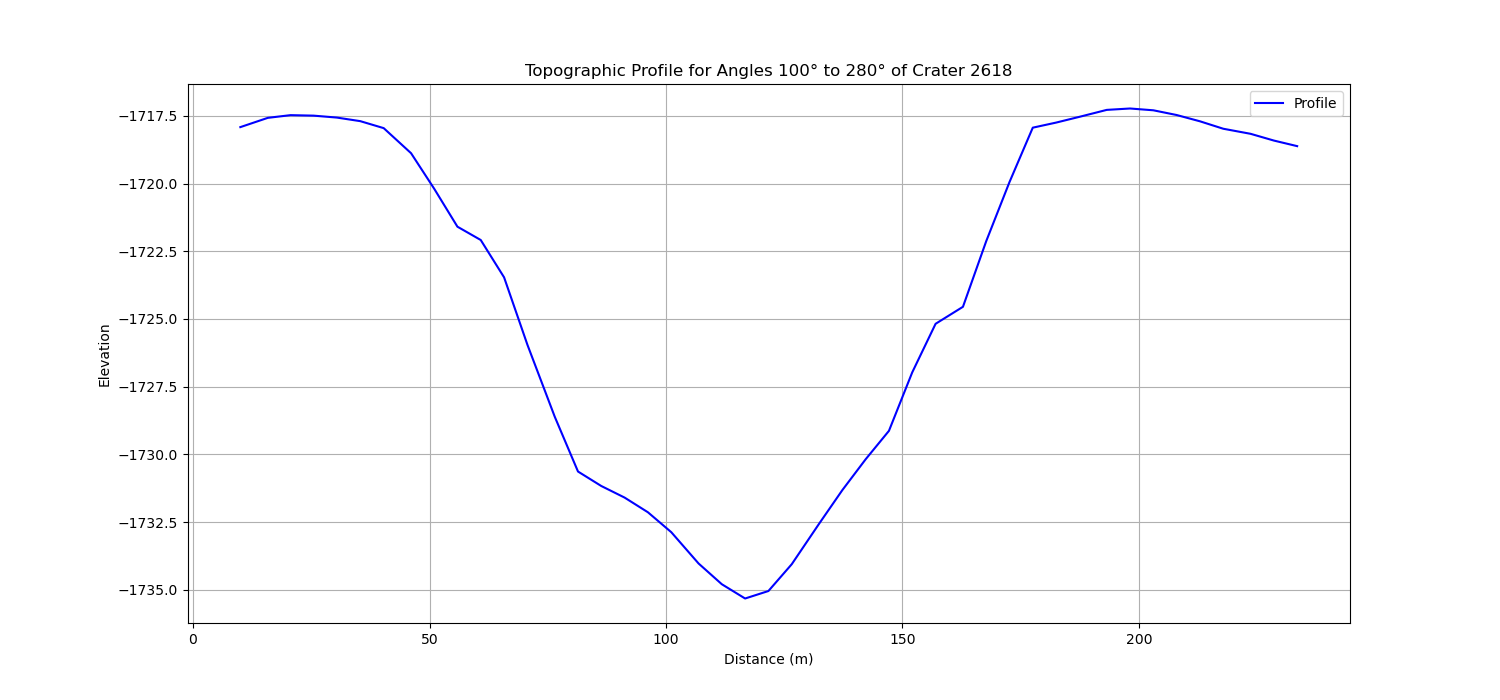 Topographic Profile for Angles 100° to 280° of Crater 2618
Profile
−1717.5
−1720.0
−1722.5
−1725.0
−1727.5
−1730.0
−1732.5
−1735.0
Elevation
0 50 100 150 200
Distance (m)